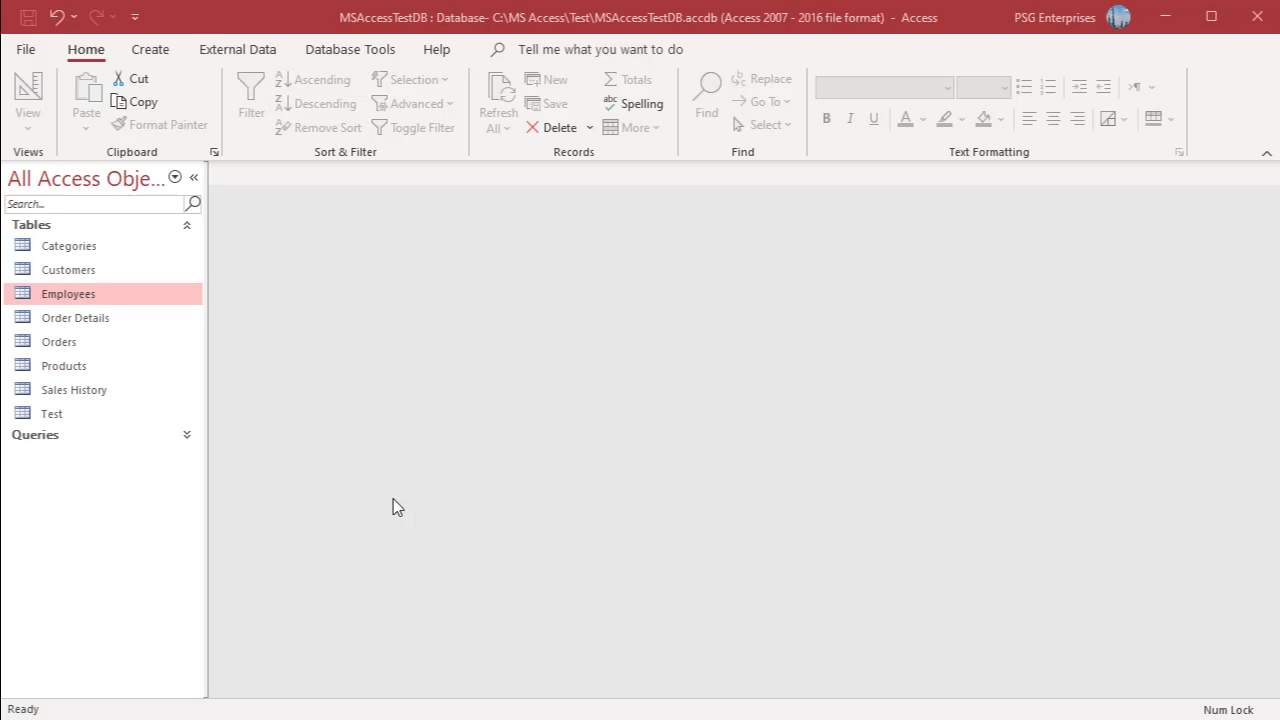 MSAccessTestDB : Database- C:\MS Access\Test\MSAccessTestDB.accdb (Access 2007 - 2016 file format) - Access
PSG Enterprises
File Home Create External Data Database Tools Help Tell me what you want to do
View
Views
Paste
Cut
Copy
Format Painter
Clipboard
Filter
Ascending
Descending
Remove Sort
Selection
Advanced
Toggle Filter
Sort & Filter
Refresh
All
New
Save
Delete
Totals
Spelling
More
Records
Find
Replace
Go To
Select
Find
B I U A
Text Formatting
All Access Obje...
Search...
Tables
Categories
Customers
Employees
Order Details
Orders
Products
Sales History
Test
Queries
Ready
Num Lock